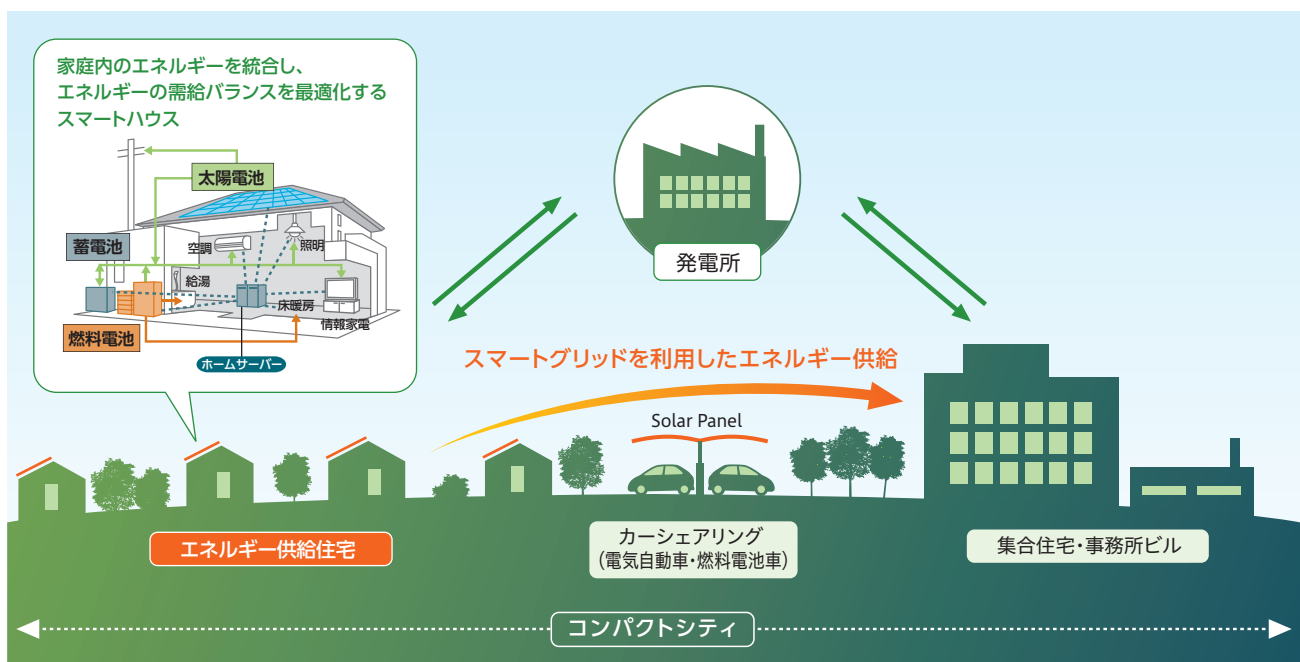 家庭内のエネルギーを統合し、
エネルギーの需給バランスを最適化する
スマートハウス
太陽電池
蓄電池
空調
照明
給湯
床暖房
情報家電
燃料電池
ホームサーバー
発電所
スマートグリッドを利用したエネルギー供給
Solar Panel
エネルギー供給住宅
カーシェアリング
(電気自動車・燃料電池車)
集合住宅・事務所ビル
コンパクトシティ